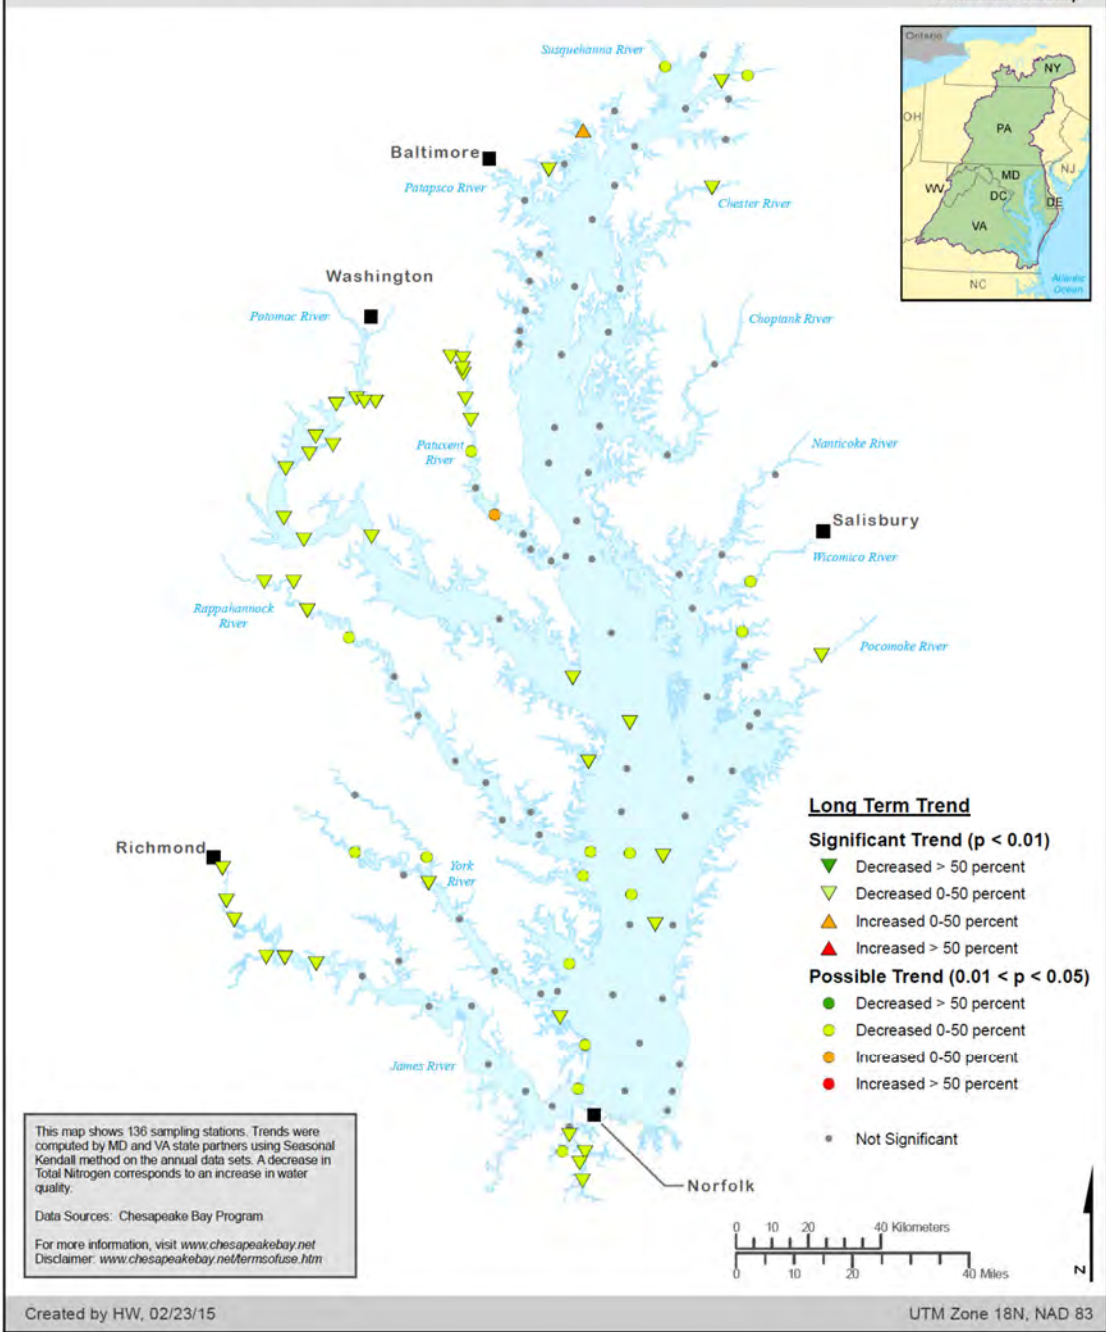 Susquehanna River
Baltimore
Patapsco River
Chester River
Washington
Potomac River
Choptank River
Patuxent
River
Nanticoke River
Salisbury
Wicomico River
Rappahannock
River
Pocomoke River
Richmond
York
River
James River
Norfolk
Ontario
NY
OH
PA
NJ
MD
WV
DC
DE
VA
NC
Atlantic
Ocean
Long Term Trend
Significant Trend (p < 0.01)
Decreased > 50 percent
Decreased 0-50 percent
Increased 0-50 percent
Increased > 50 percent
Possible Trend (0.01 < p < 0.05)
Decreased > 50 percent
Decreased 0-50 percent
Increased 0-50 percent
Increased > 50 percent
Not Significant
This map shows 136 sampling stations. Trends were
computed by MD and VA state partners using Seasonal
Kendall method on the annual data sets. A decrease in
Total Nitrogen corresponds to an increase in water
quality.
Data Sources: Chesapeake Bay Program
For more information, visit www.chesapeakebay.net
Disclaimer: www.chesapeakebay.net/termsofuse.htm
0 10 20 40 Kilometers
0 10 20 40 Miles
N
Created by HW, 02/23/15
UTM Zone 18N, NAD 83